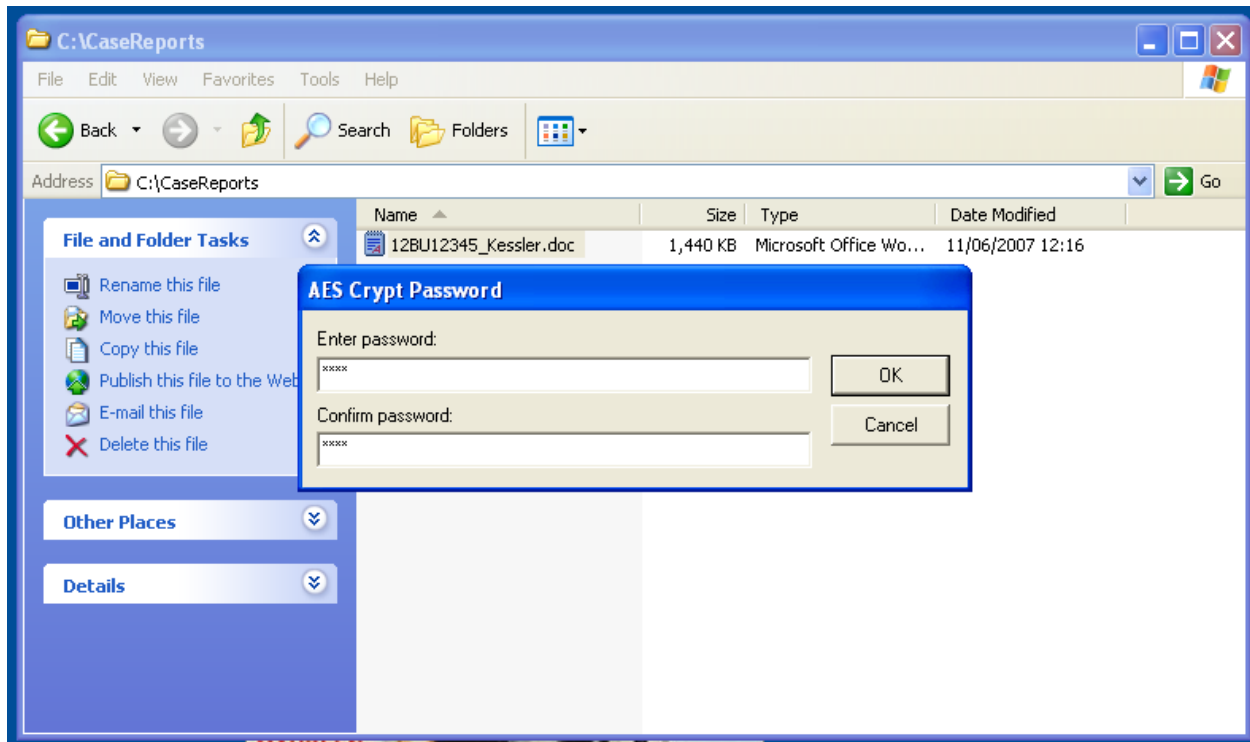 C:\CaseReports
File Edit View Favorites Tools Help
Back Search Folders
Address C:\CaseReports Go
Name Size Type Date Modified
File and Folder Tasks
12BU12345_Kessler.doc 1,440 KB Microsoft Office Wo... 11/06/2007 12:16
Rename this file
Move this file
Copy this file
Publish this file to the Web
E-mail this file
Delete this file
AES Crypt Password
Enter password:
xxxx
OK
Confirm password:
xxxx
Cancel
Other Places
Details